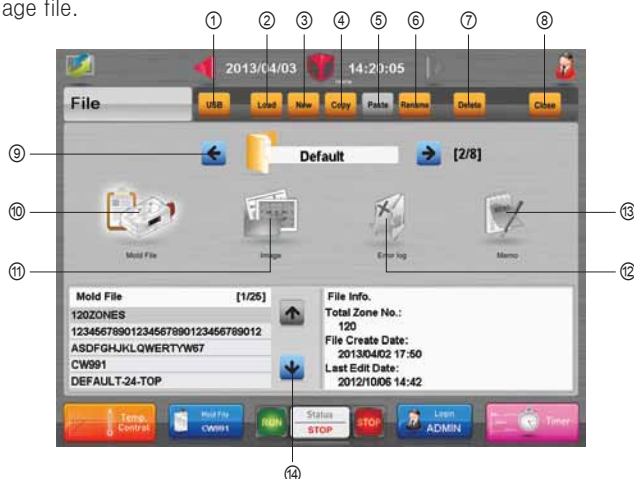 age file.
① ② ③ ④ ⑤ ⑥ ⑦ ⑧
2013/04/03 14:20:05
File USB Load New Copy Paste Rename Delete Close
⑨ Default [2/8]
⑩ ⑬
Mold File Image Error log Memo
⑪ ⑫
Mold File [1/25]
120ZONES
12345678901234567890123456789012
ASDFGHJKLQWERTYW67
CW991
DEFAULT-24-TOP
File Info.
Total Zone No.:
120
File Create Date:
2013/04/02 17:50
Last Edit Date:
2012/10/06 14:42
Temp. Control
Mold File CW991
RUN
Status STOP
STOP
Login ADMIN
Timer
⑭